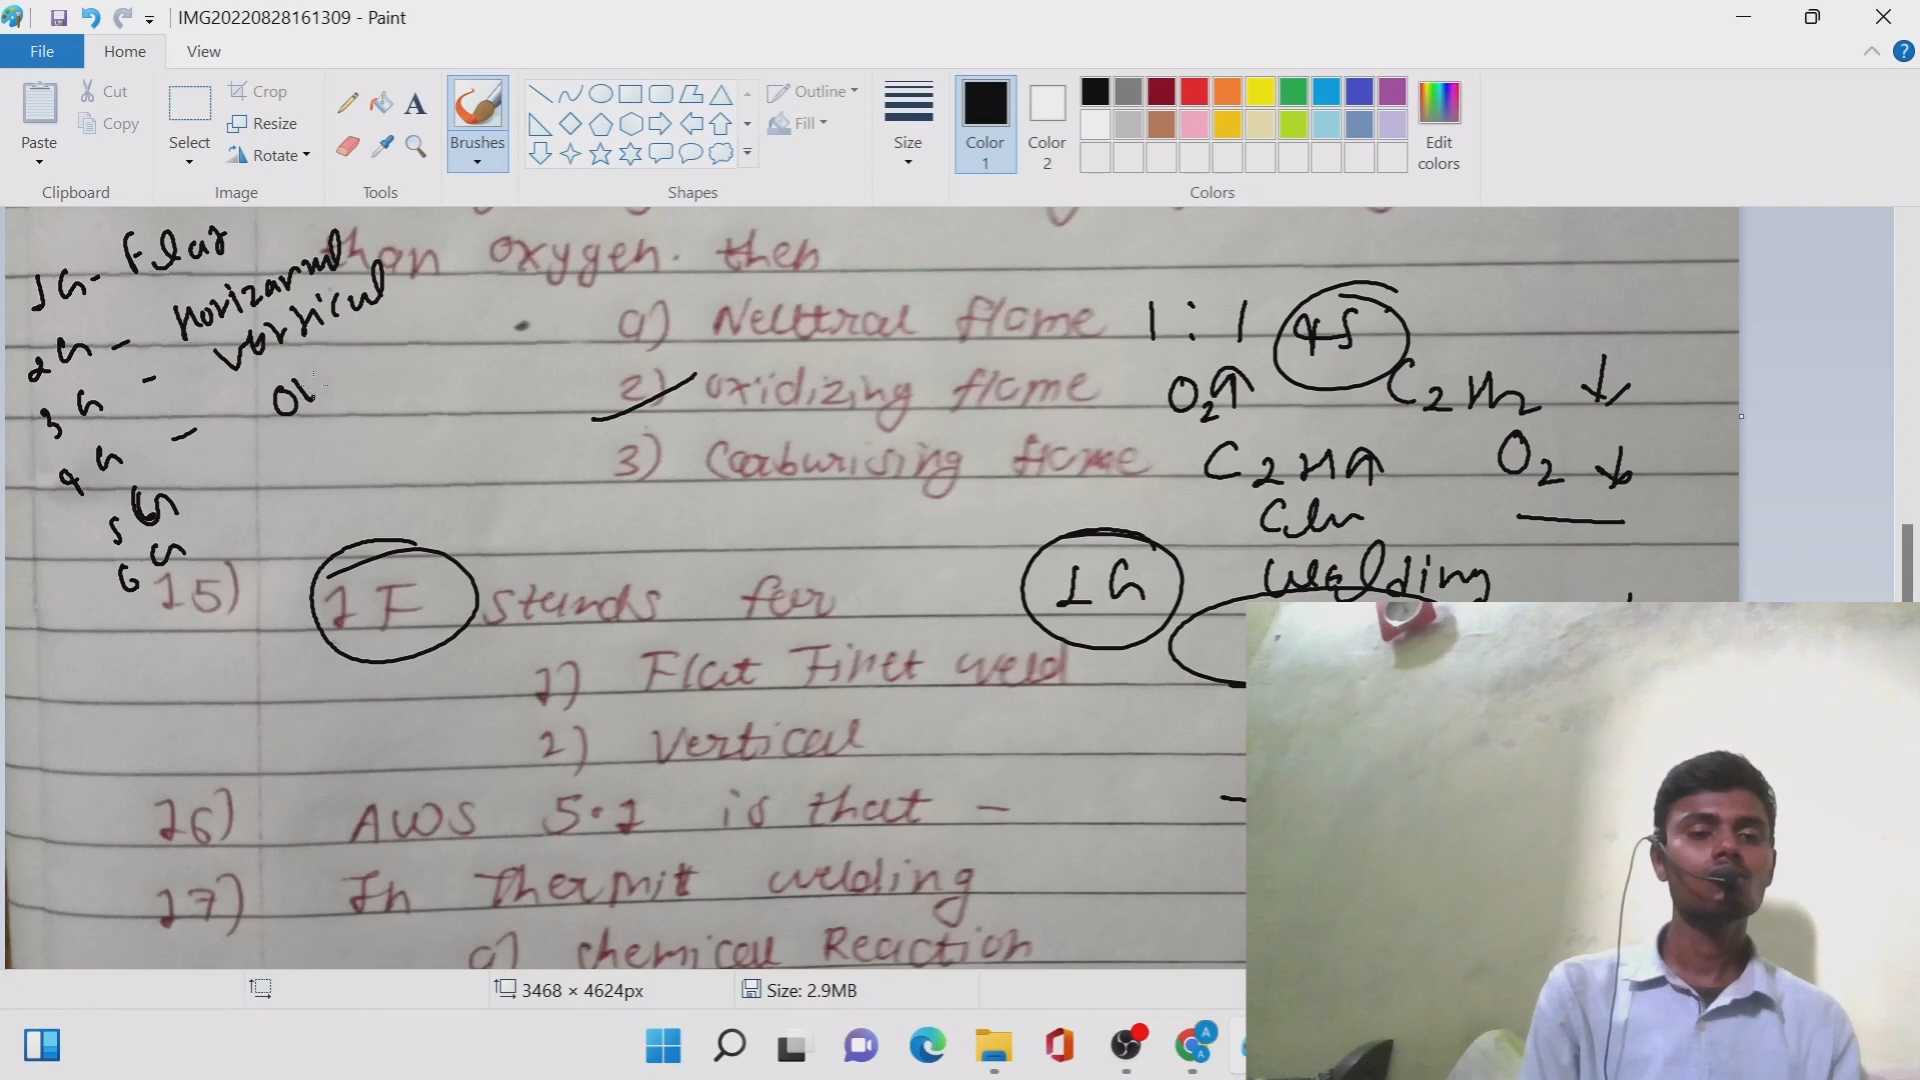 IMG20220828161309 - Paint
File Home View
Paste Cut Copy Clipboard
Select Crop Resize Rotate Image
Tools
Brushes
Outline Fill Shapes
Size
Color 1 Color 2 Edit colors Colors
than oxygen. then
a) Neutral flame 1 : 1 45
2) oxidizing flame O2↑ C2H2 ↓
3) Carburising flame C2H↑ O2 ↓
1G - Flat
2G - Horizontal
3G - vertical
4G - OV
5G
6G
welding
15) 1F stands for 1G
1) Flat Fillet weld
2) Vertical
16) AWS 5.1 is that -
17) In Thermit welding
a) chemical Reaction
3468 × 4624px Size: 2.9MB